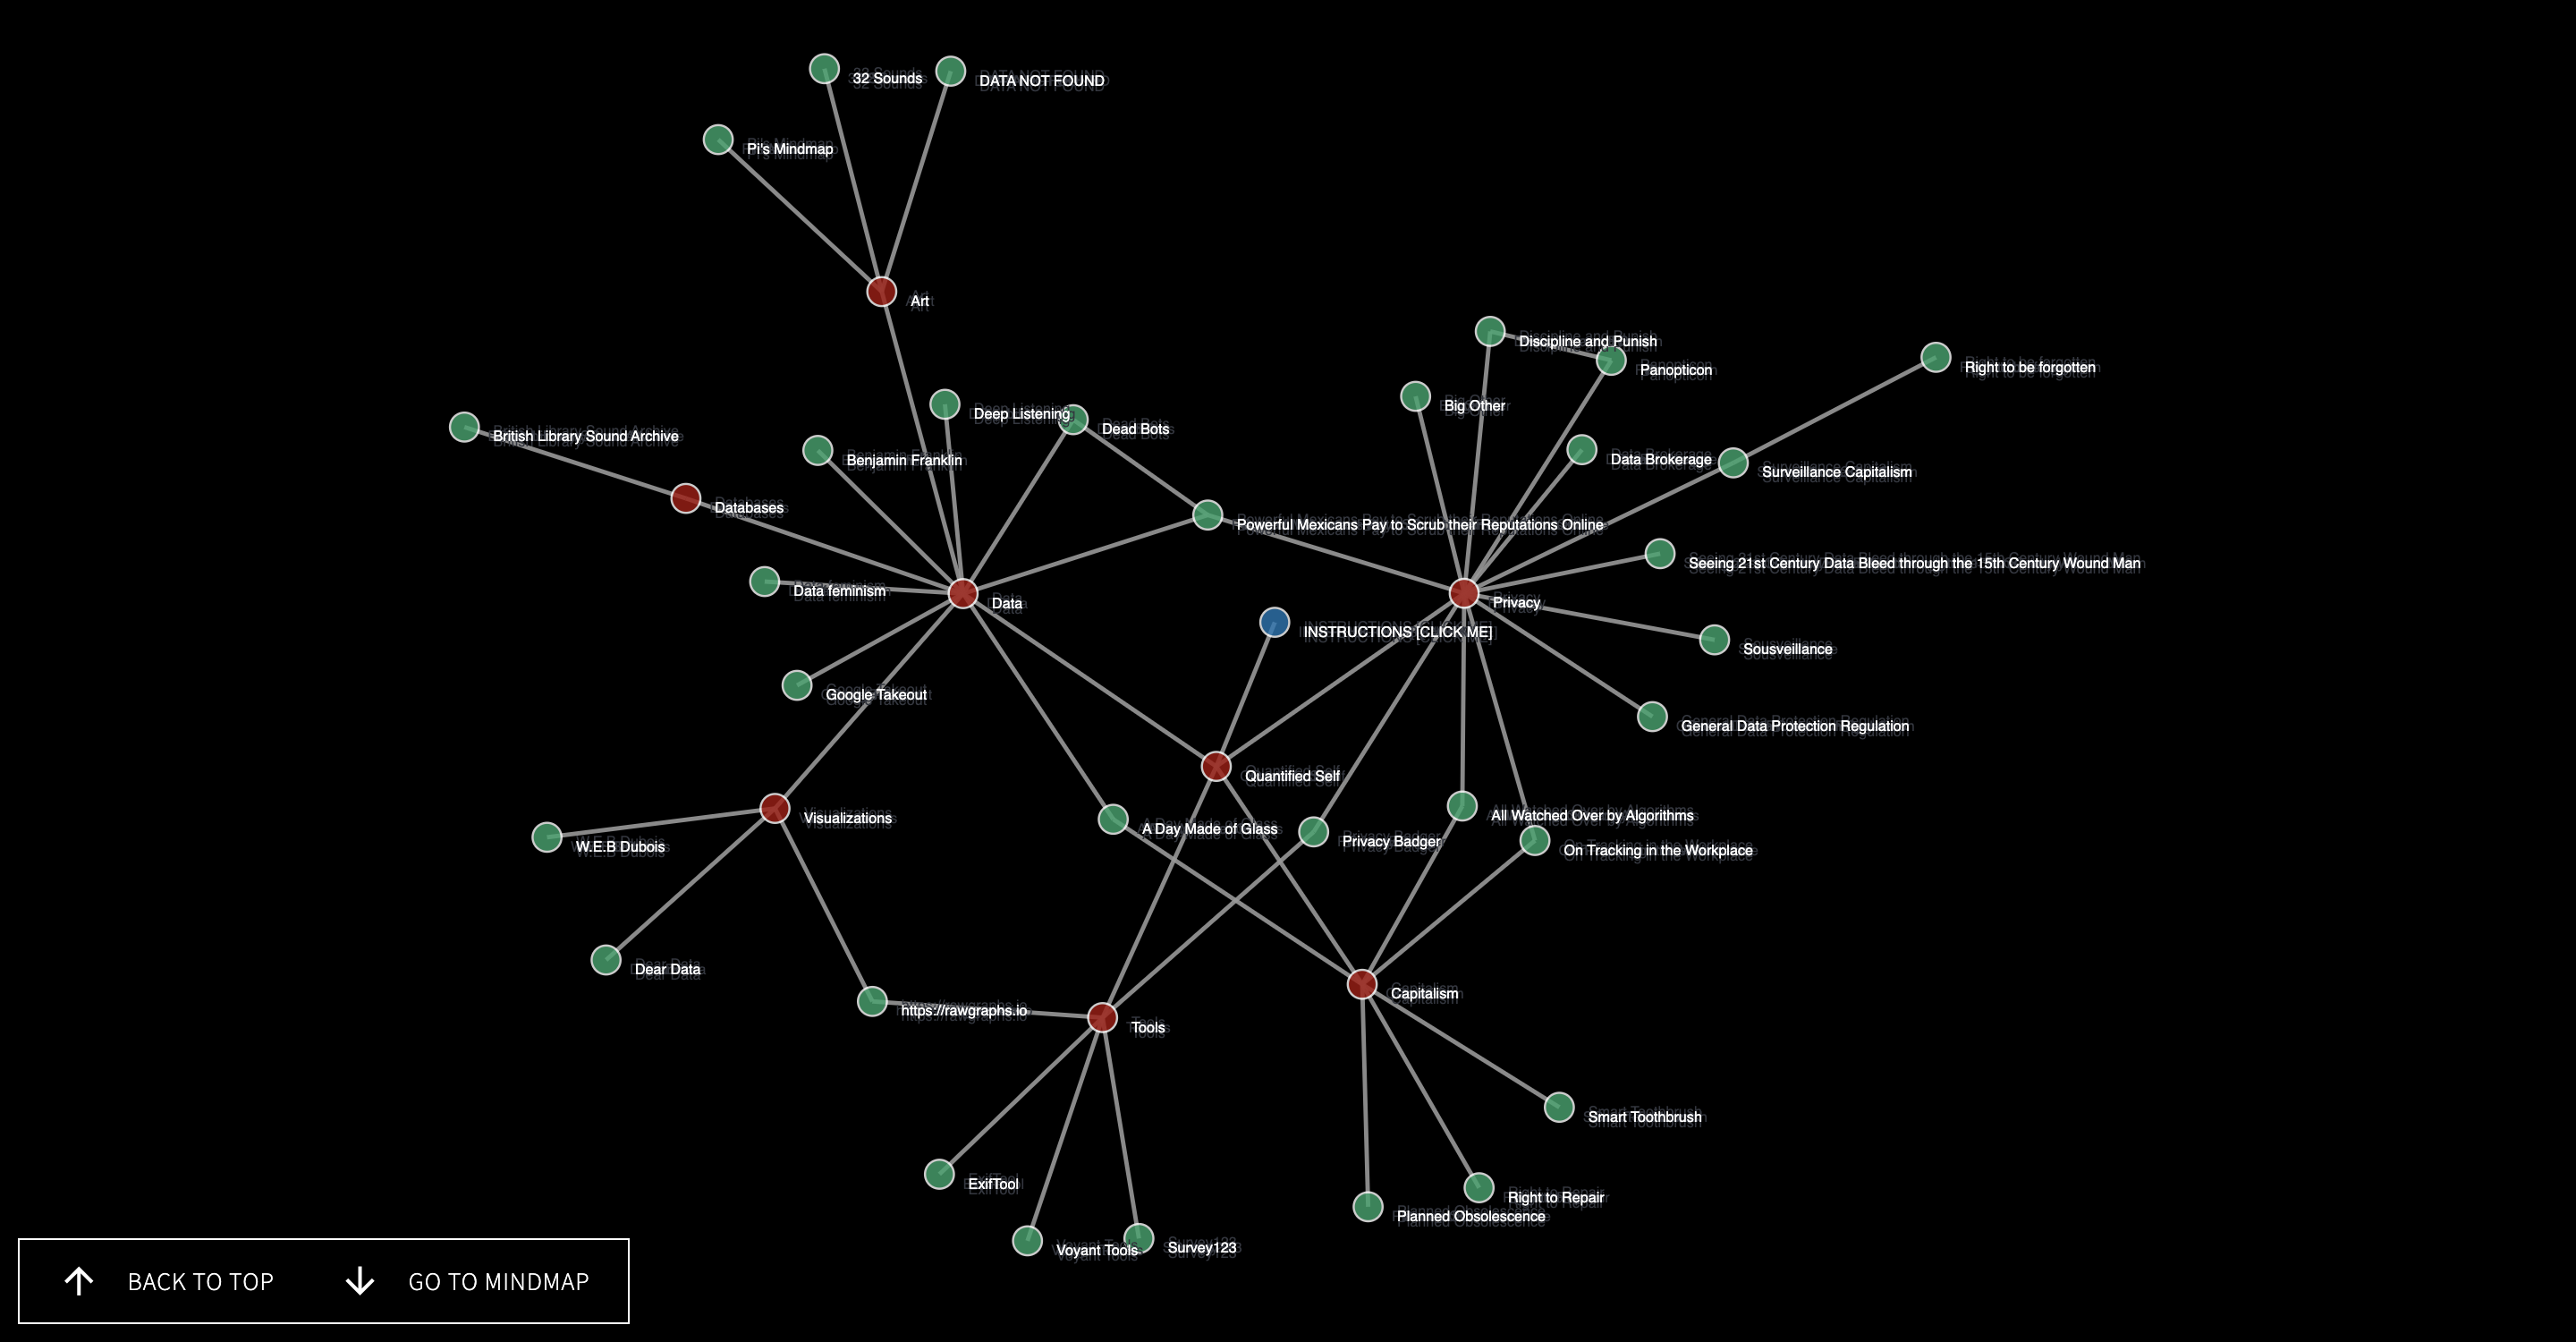 32 Sounds
DATA NOT FOUND
Pi's Mindmap
Art
Discipline and Punish
Panopticon
Right to be forgotten
Big Other
Deep Listening
Dead Bots
British Library Sound Archive
Benjamin Franklin
Data Brokerage
Surveillance Capitalism
Databases
Powerful Mexicans Pay to Scrub their Reputations Online
Seeing 21st Century Data Bleed through the 15th Century Wound Man
Data feminism
Data
Privacy
INSTRUCTIONS [CLICK ME]
Sousveillance
Google Takeout
General Data Protection Regulation
Quantified Self
Visualizations
All Watched Over by Algorithms
A Day Made of Glass
Privacy Badger
W.E.B Dubois
On Tracking in the Workplace
Dear Data
Capitalism
https://rawgraphs.io
Tools
Smart Toothbrush
ExifTool
Right to Repair
Planned Obsolescence
Voyant Tools
Survey123
BACK TO TOP
GO TO MINDMAP